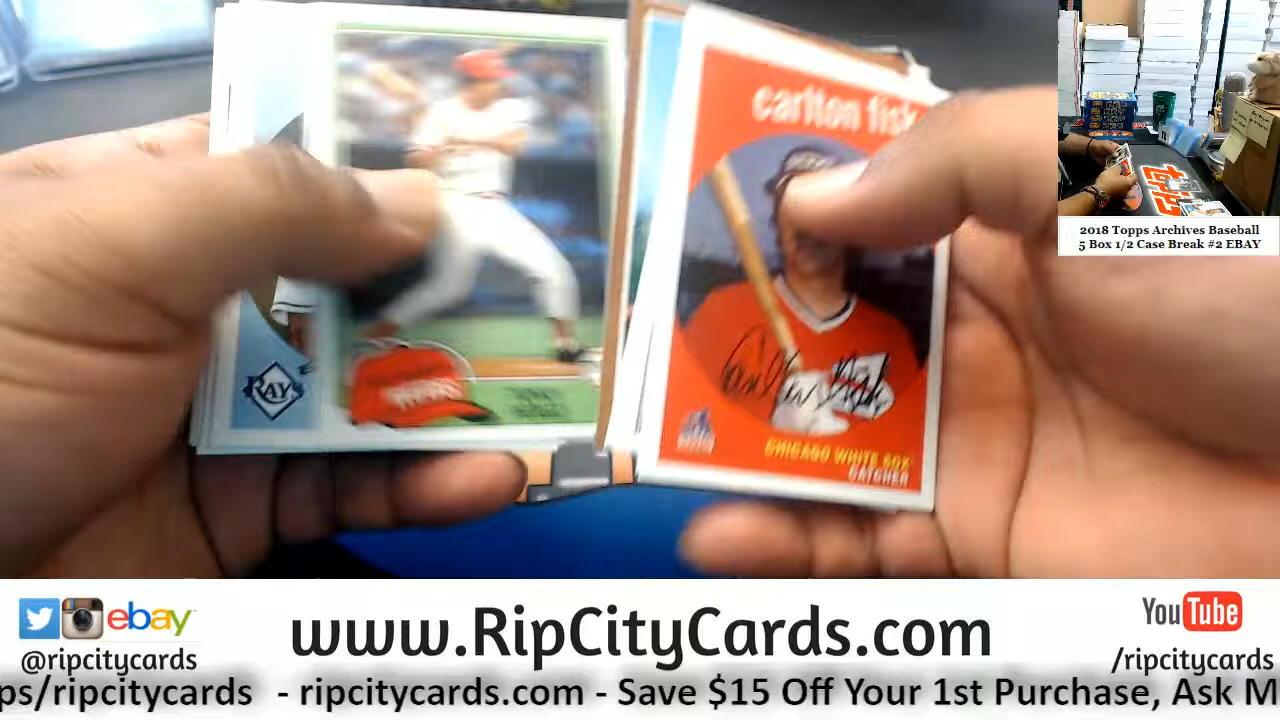 carlton fisk
CHICAGO WHITE SOX
CATCHER
RAYS
2018 Topps Archives Baseball
5 Box 1/2 Case Break #2 EBAY
topps
ebay
@ripcitycards
www.RipCityCards.com
YouTube
/ripcitycards
ps/ripcitycards - ripcitycards.com - Save $15 Off Your 1st Purchase, Ask M